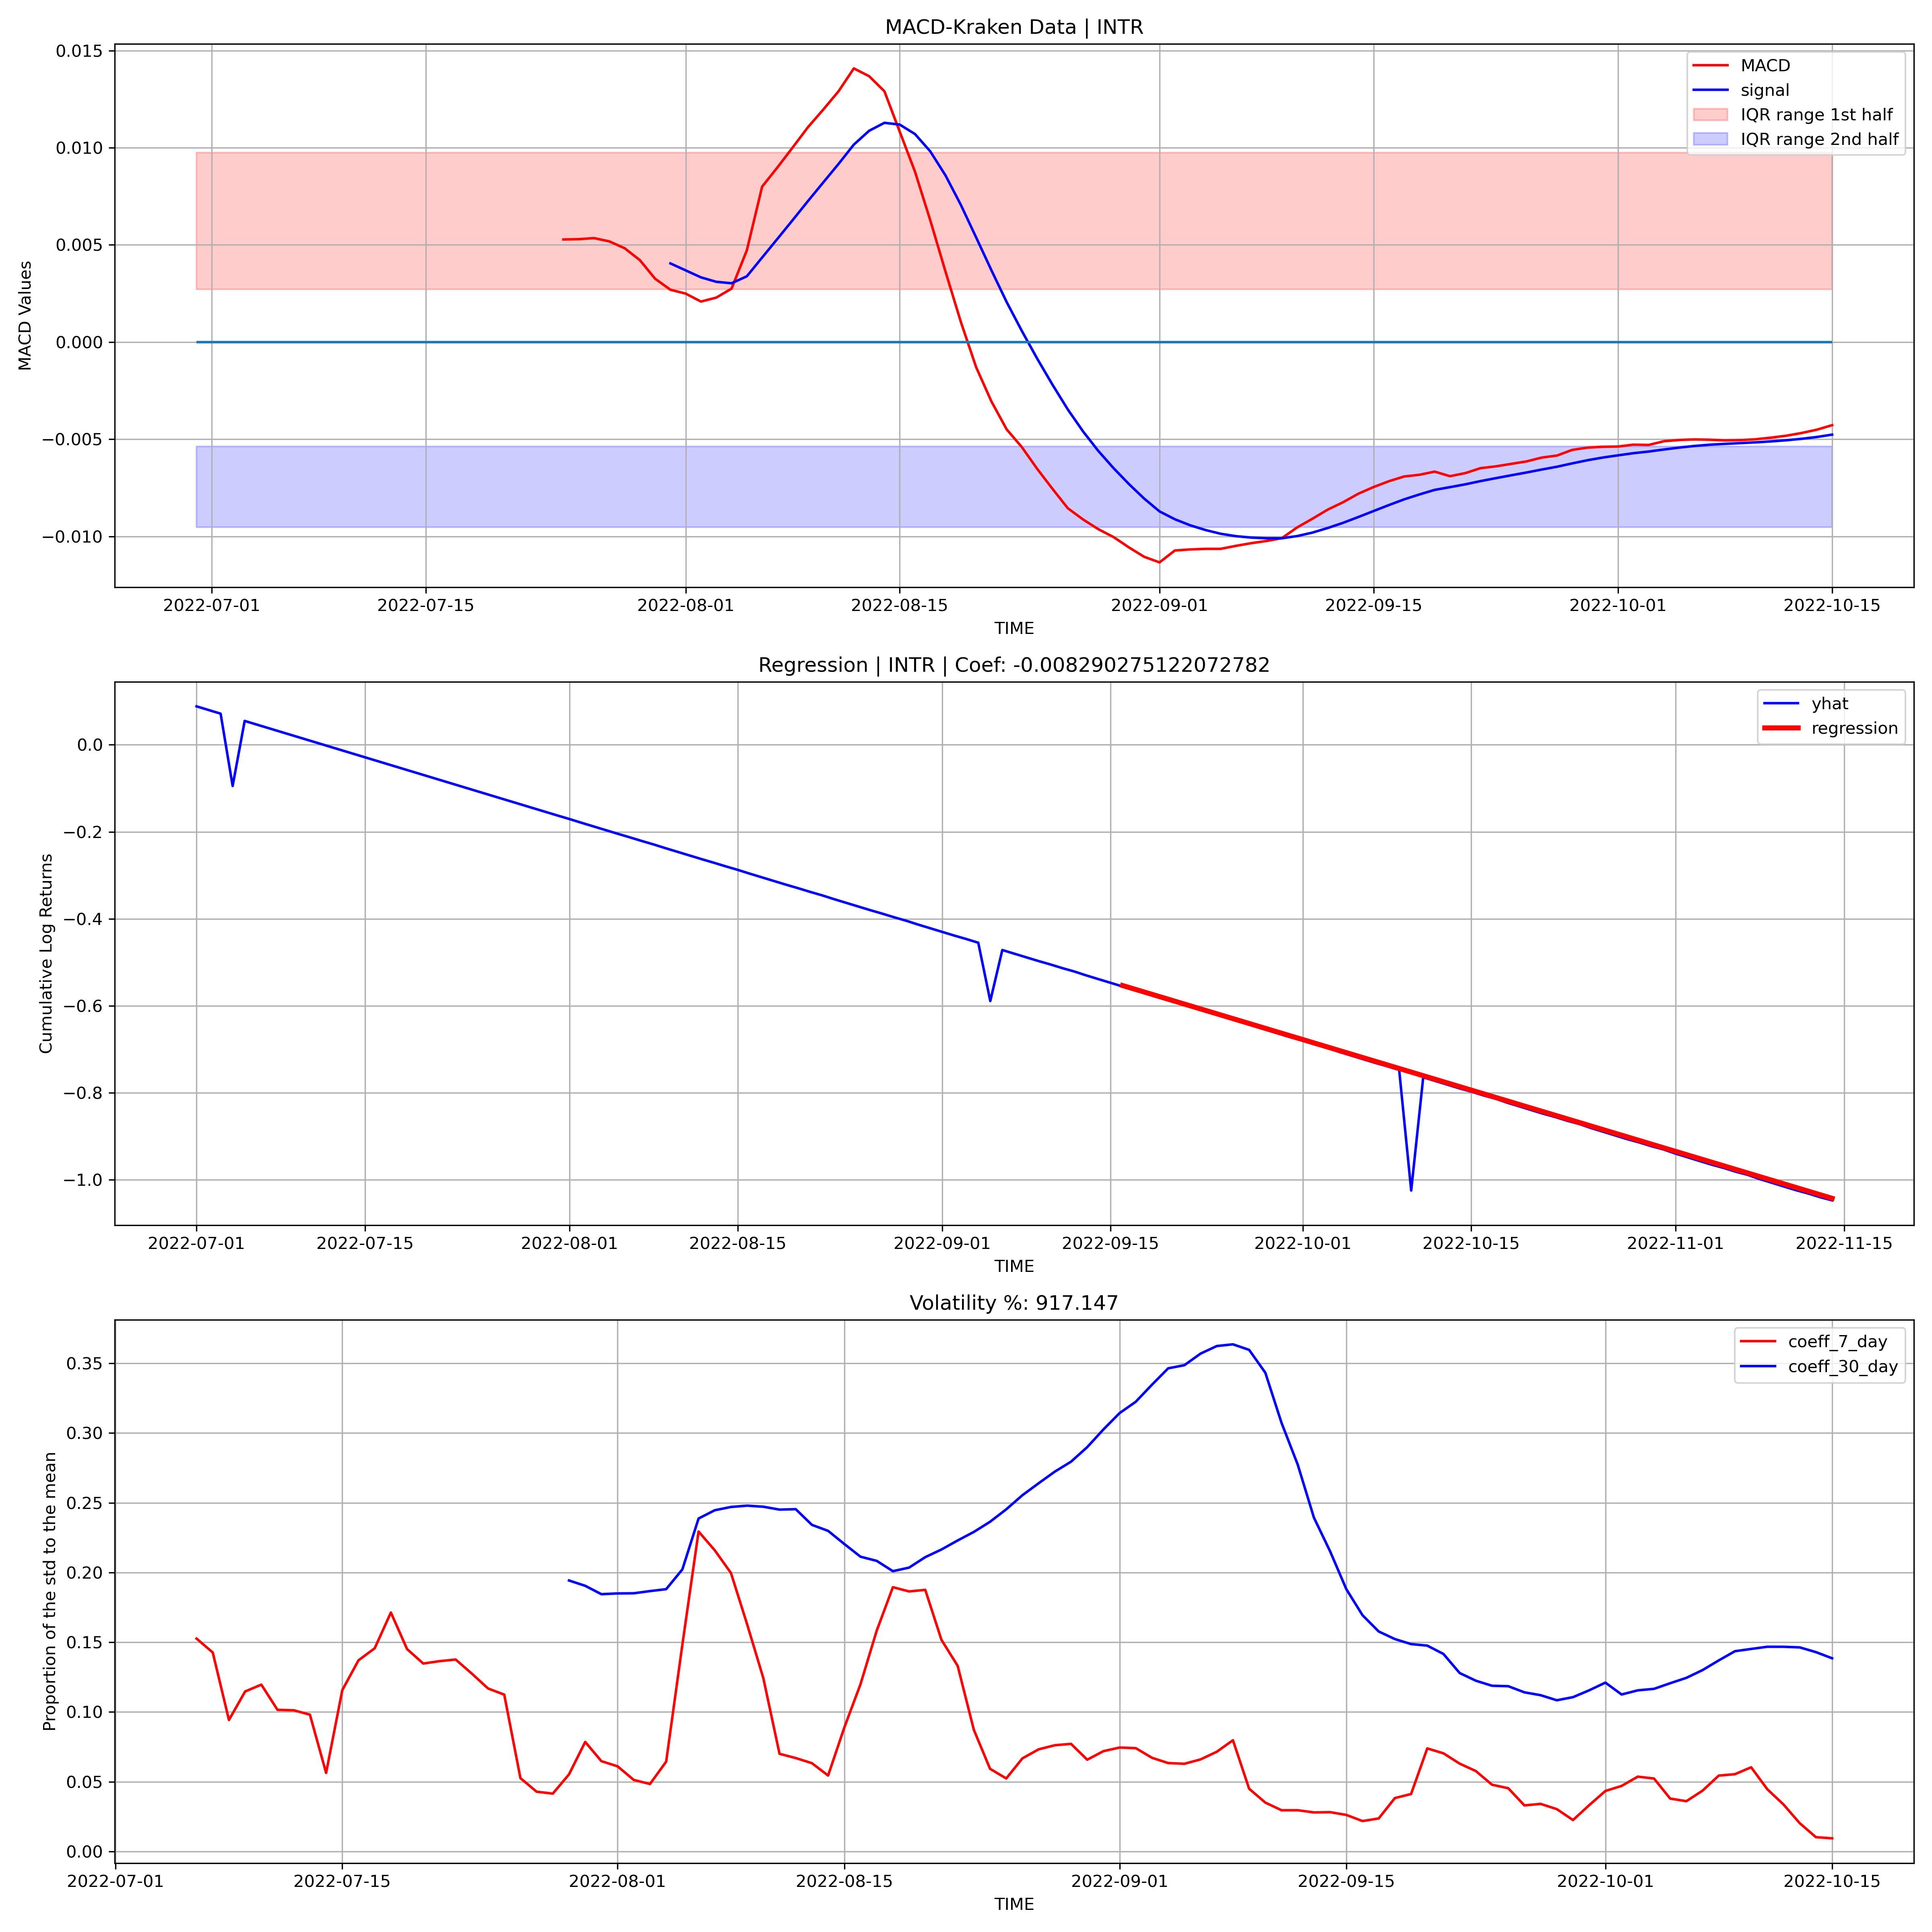 MACD-Kraken Data | INTR
MACD Values
0.015
0.010
0.005
0.000
−0.005
−0.010
MACD
signal
IQR range 1st half
IQR range 2nd half
2022-07-01 2022-07-15 2022-08-01 2022-08-15 2022-09-01 2022-09-15 2022-10-01 2022-10-15
TIME
Regression | INTR | Coef: -0.008290275122072782
Cumulative Log Returns
0.0
−0.2
−0.4
−0.6
−0.8
−1.0
yhat
regression
2022-07-01 2022-07-15 2022-08-01 2022-08-15 2022-09-01 2022-09-15 2022-10-01 2022-10-15 2022-11-01 2022-11-15
TIME
Volatility %: 917.147
Proportion of the std to the mean
0.35
0.30
0.25
0.20
0.15
0.10
0.05
0.00
coeff_7_day
coeff_30_day
2022-07-01 2022-07-15 2022-08-01 2022-08-15 2022-09-01 2022-09-15 2022-10-01 2022-10-15
TIME